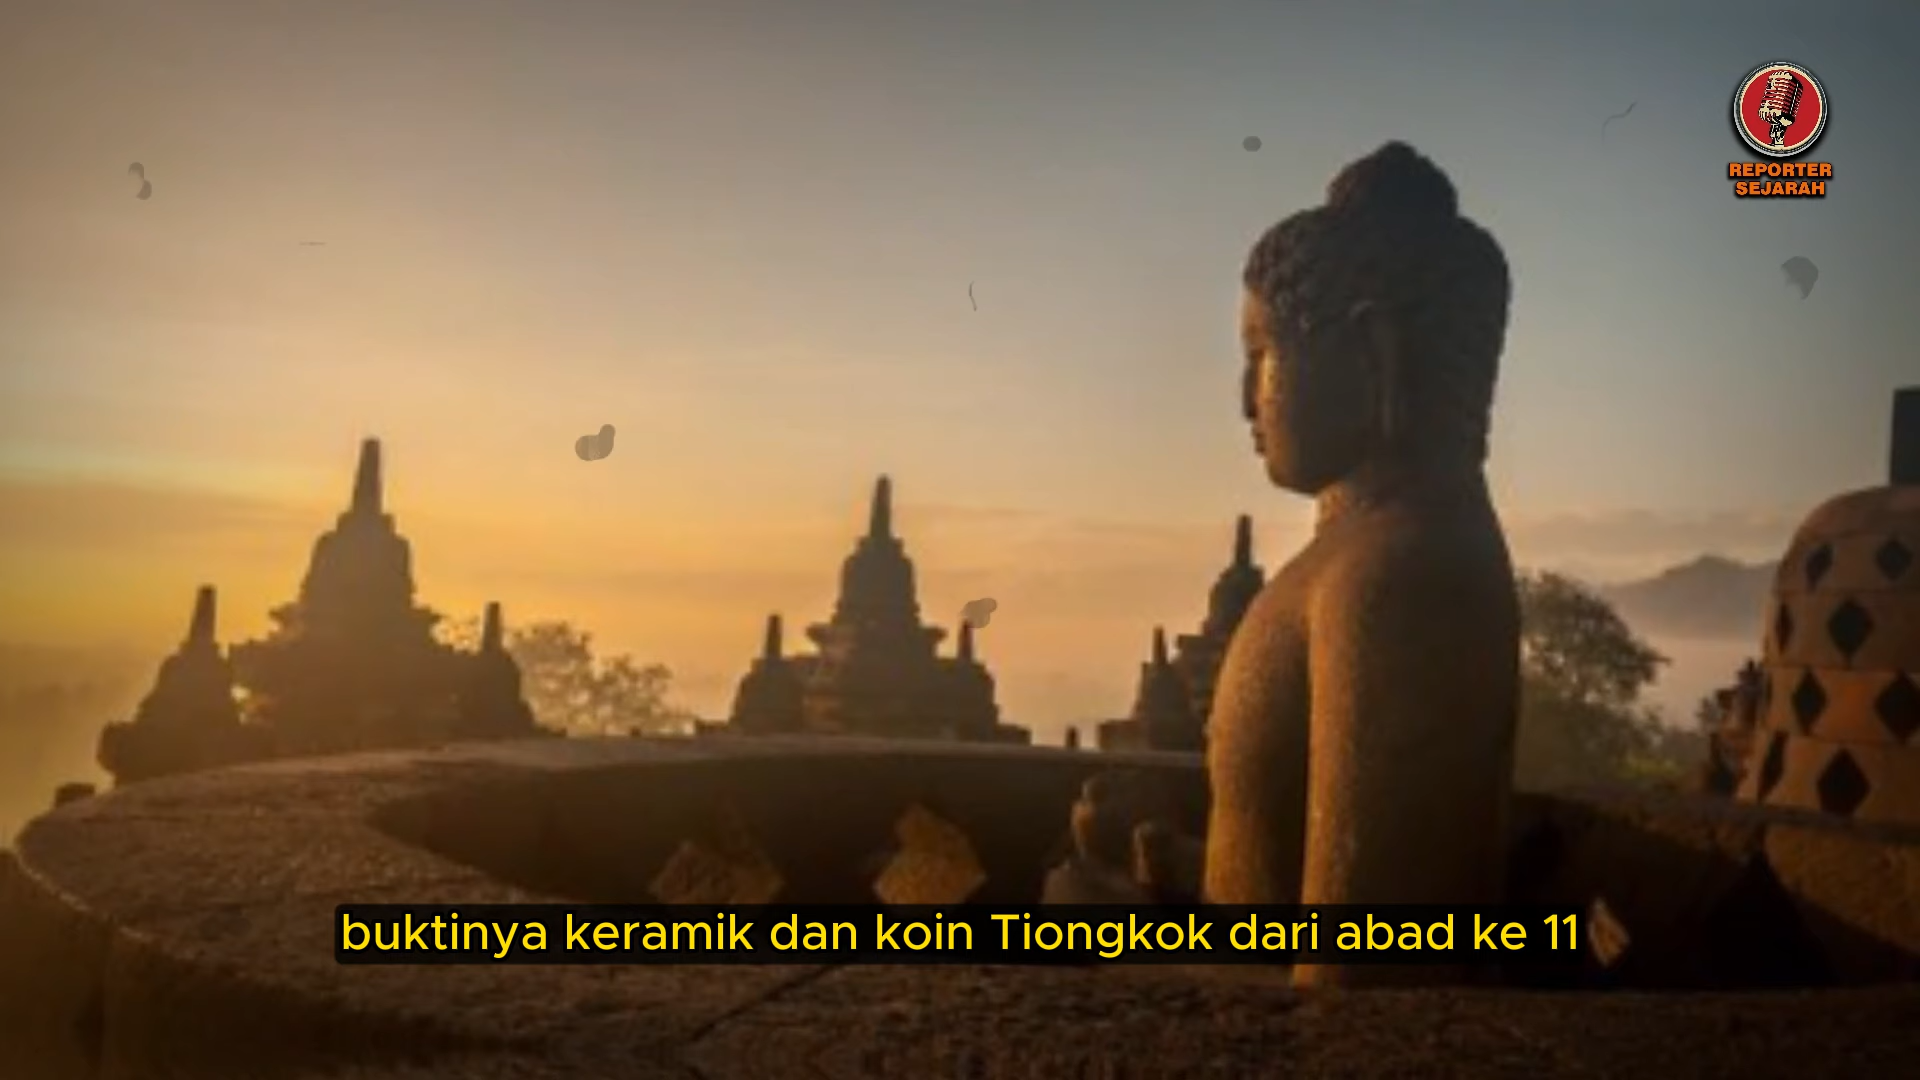 REPORTER
SEJARAH
buktinya keramik dan koin Tiongkok dari abad ke 11